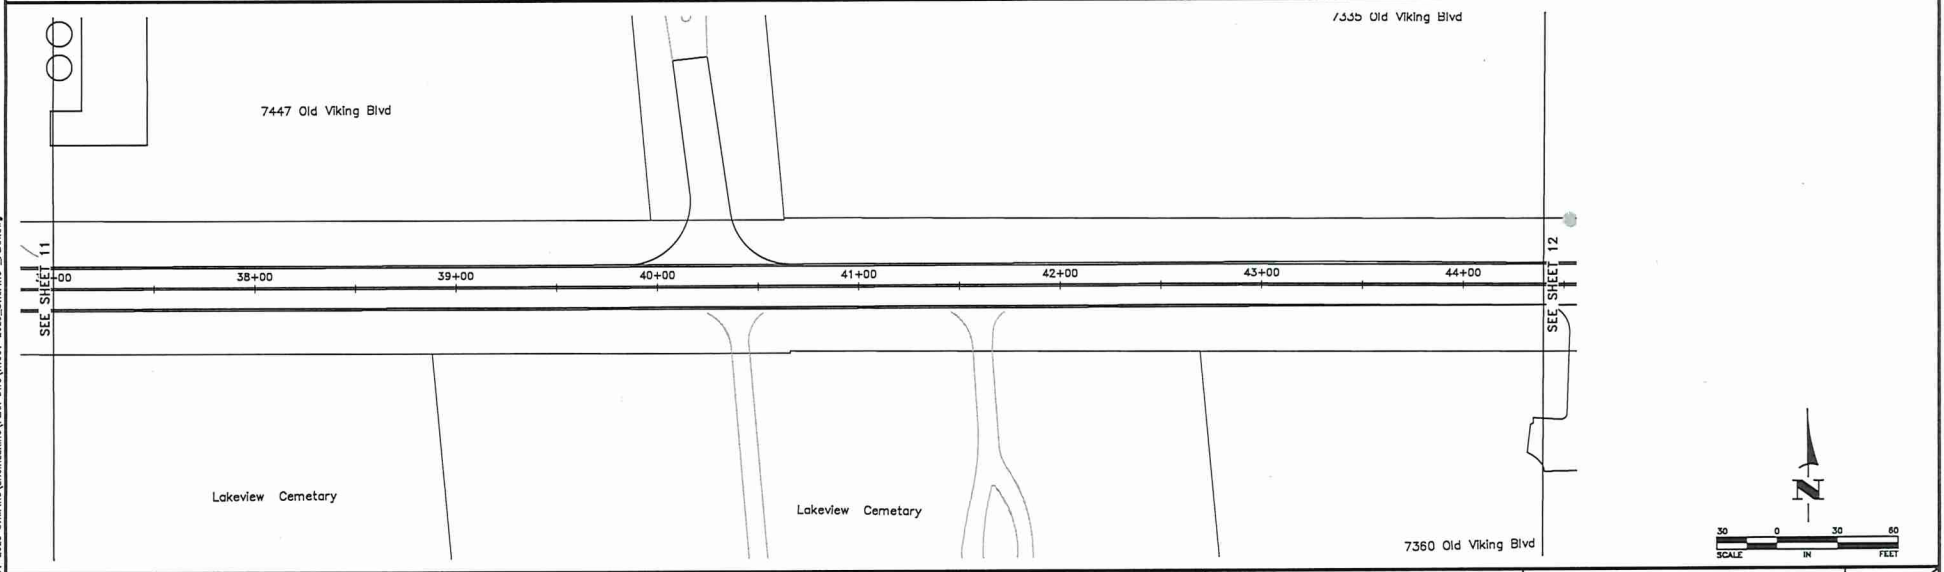 7335 Old Viking Blvd
7447 Old Viking Blvd
SEE SHEET 11
38+00
39+00
40+00
41+00
42+00
43+00
44+00
SEE SHEET 12
Lakeview Cemetary
Lakeview Cemetary
7360 Old Viking Blvd
N
30 0 30 60
SCALE IN FEET